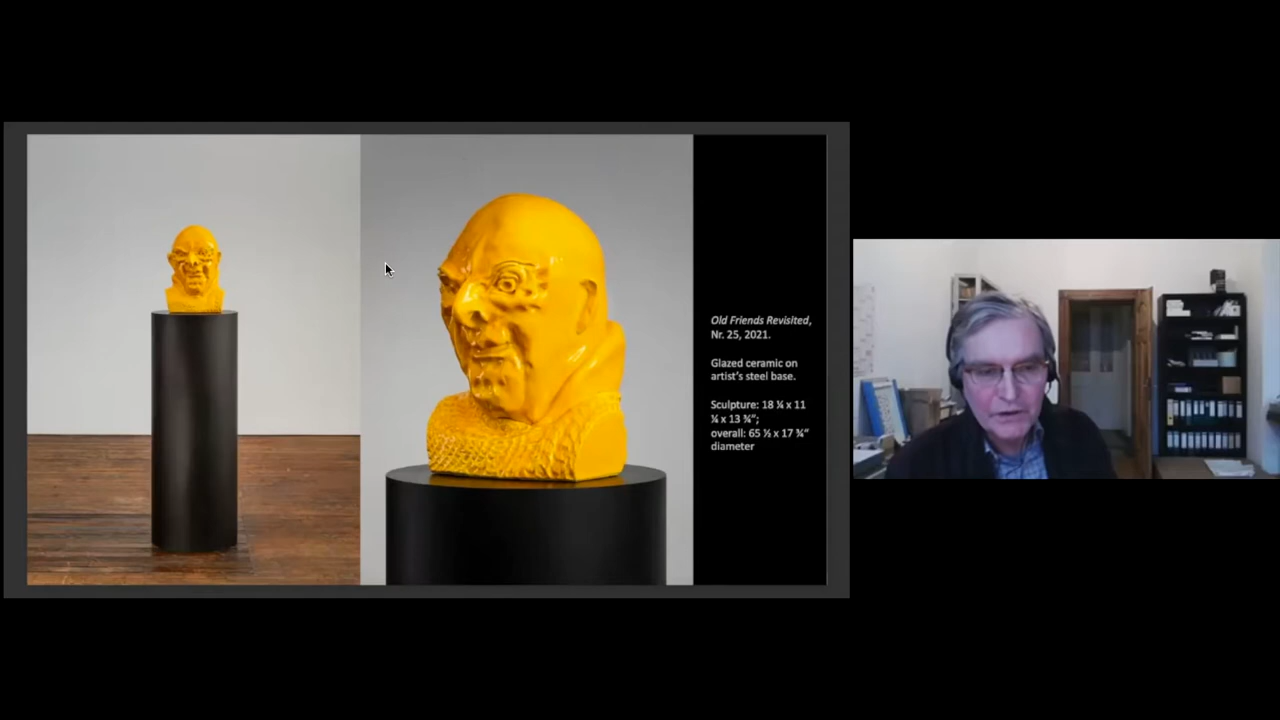 Old Friends Revisited,
Nr. 25, 2021.
Glazed ceramic on
artist's steel base.
Sculpture: 18 ¼ x 11
¼ x 13 ¾";
overall: 65 ½ x 17 ¾"
diameter